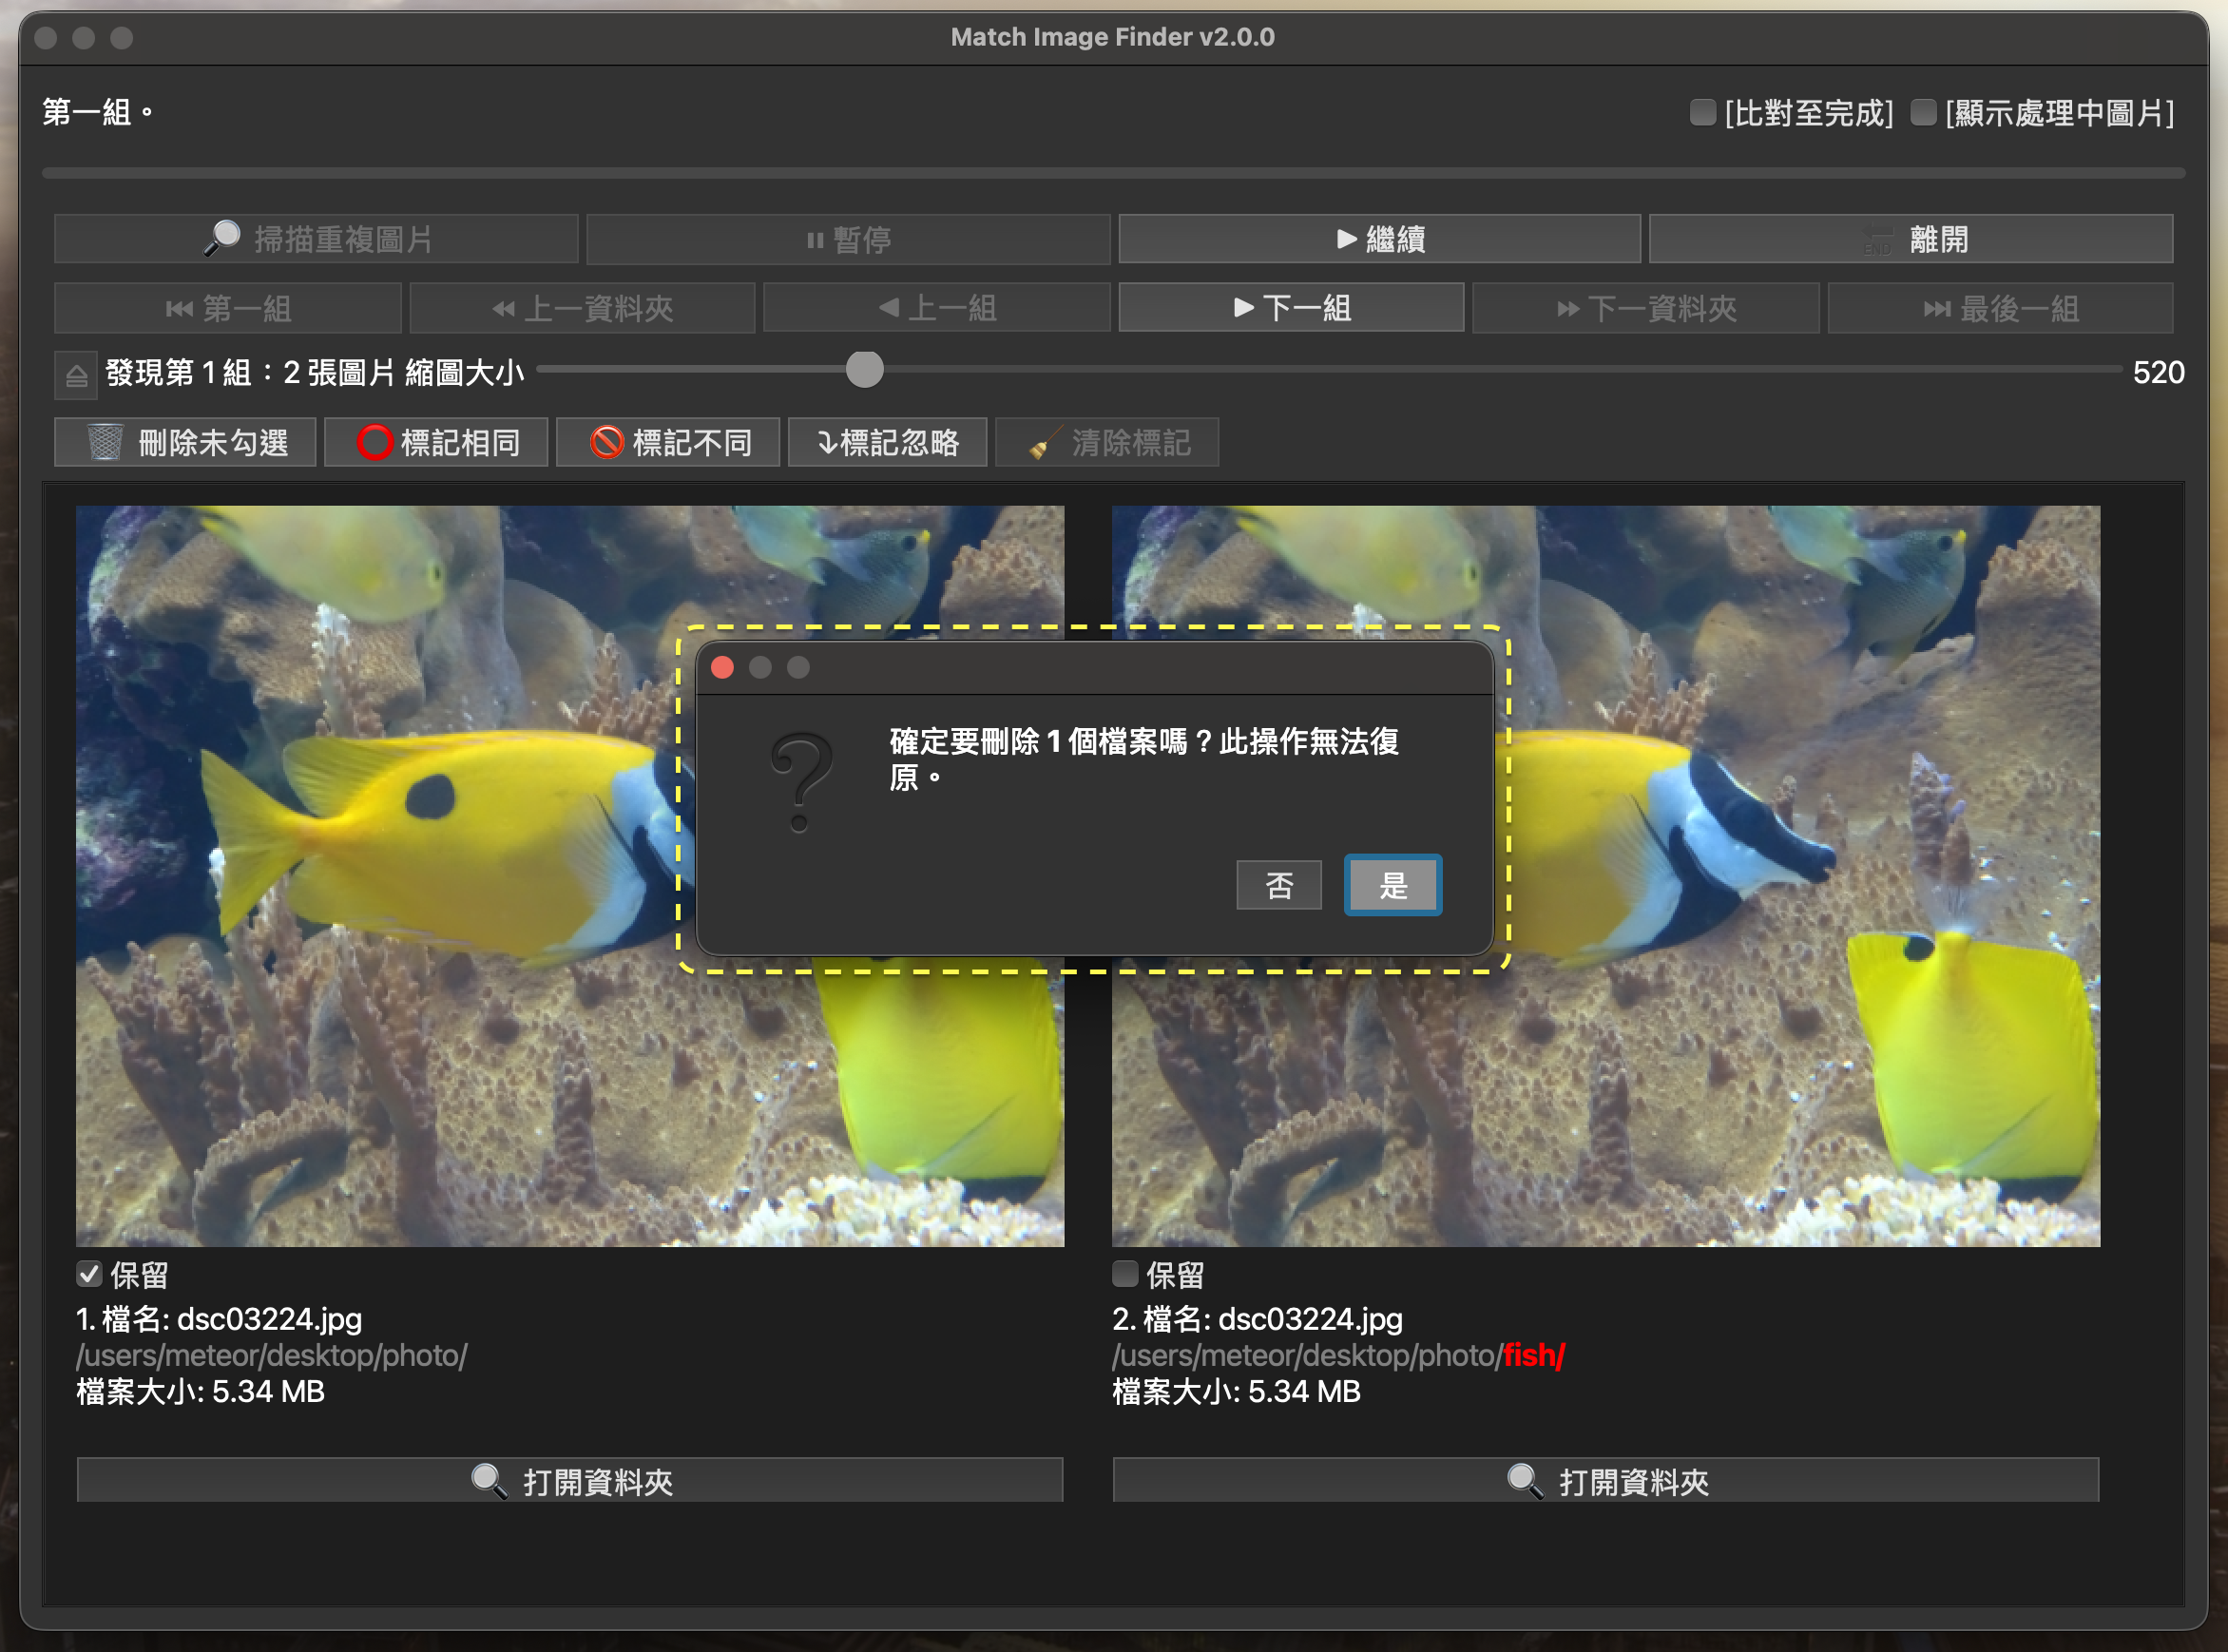 Match Image Finder v2.0.0
第一組。
[比對至完成] [顯示處理中圖片]
掃描重複圖片 暫停 繼續 END 離開
第一組 上一資料夾 上一組 下一組 下一資料夾 最後一組
發現第 1 組：2 張圖片 縮圖大小 520
刪除未勾選 標記相同 標記不同 標記忽略 清除標記
確定要刪除 1 個檔案嗎？此操作無法復
原。
否 是
保留
1. 檔名: dsc03224.jpg
/users/meteor/desktop/photo/
檔案大小: 5.34 MB
打開資料夾
保留
2. 檔名: dsc03224.jpg
/users/meteor/desktop/photo/fish/
檔案大小: 5.34 MB
打開資料夾